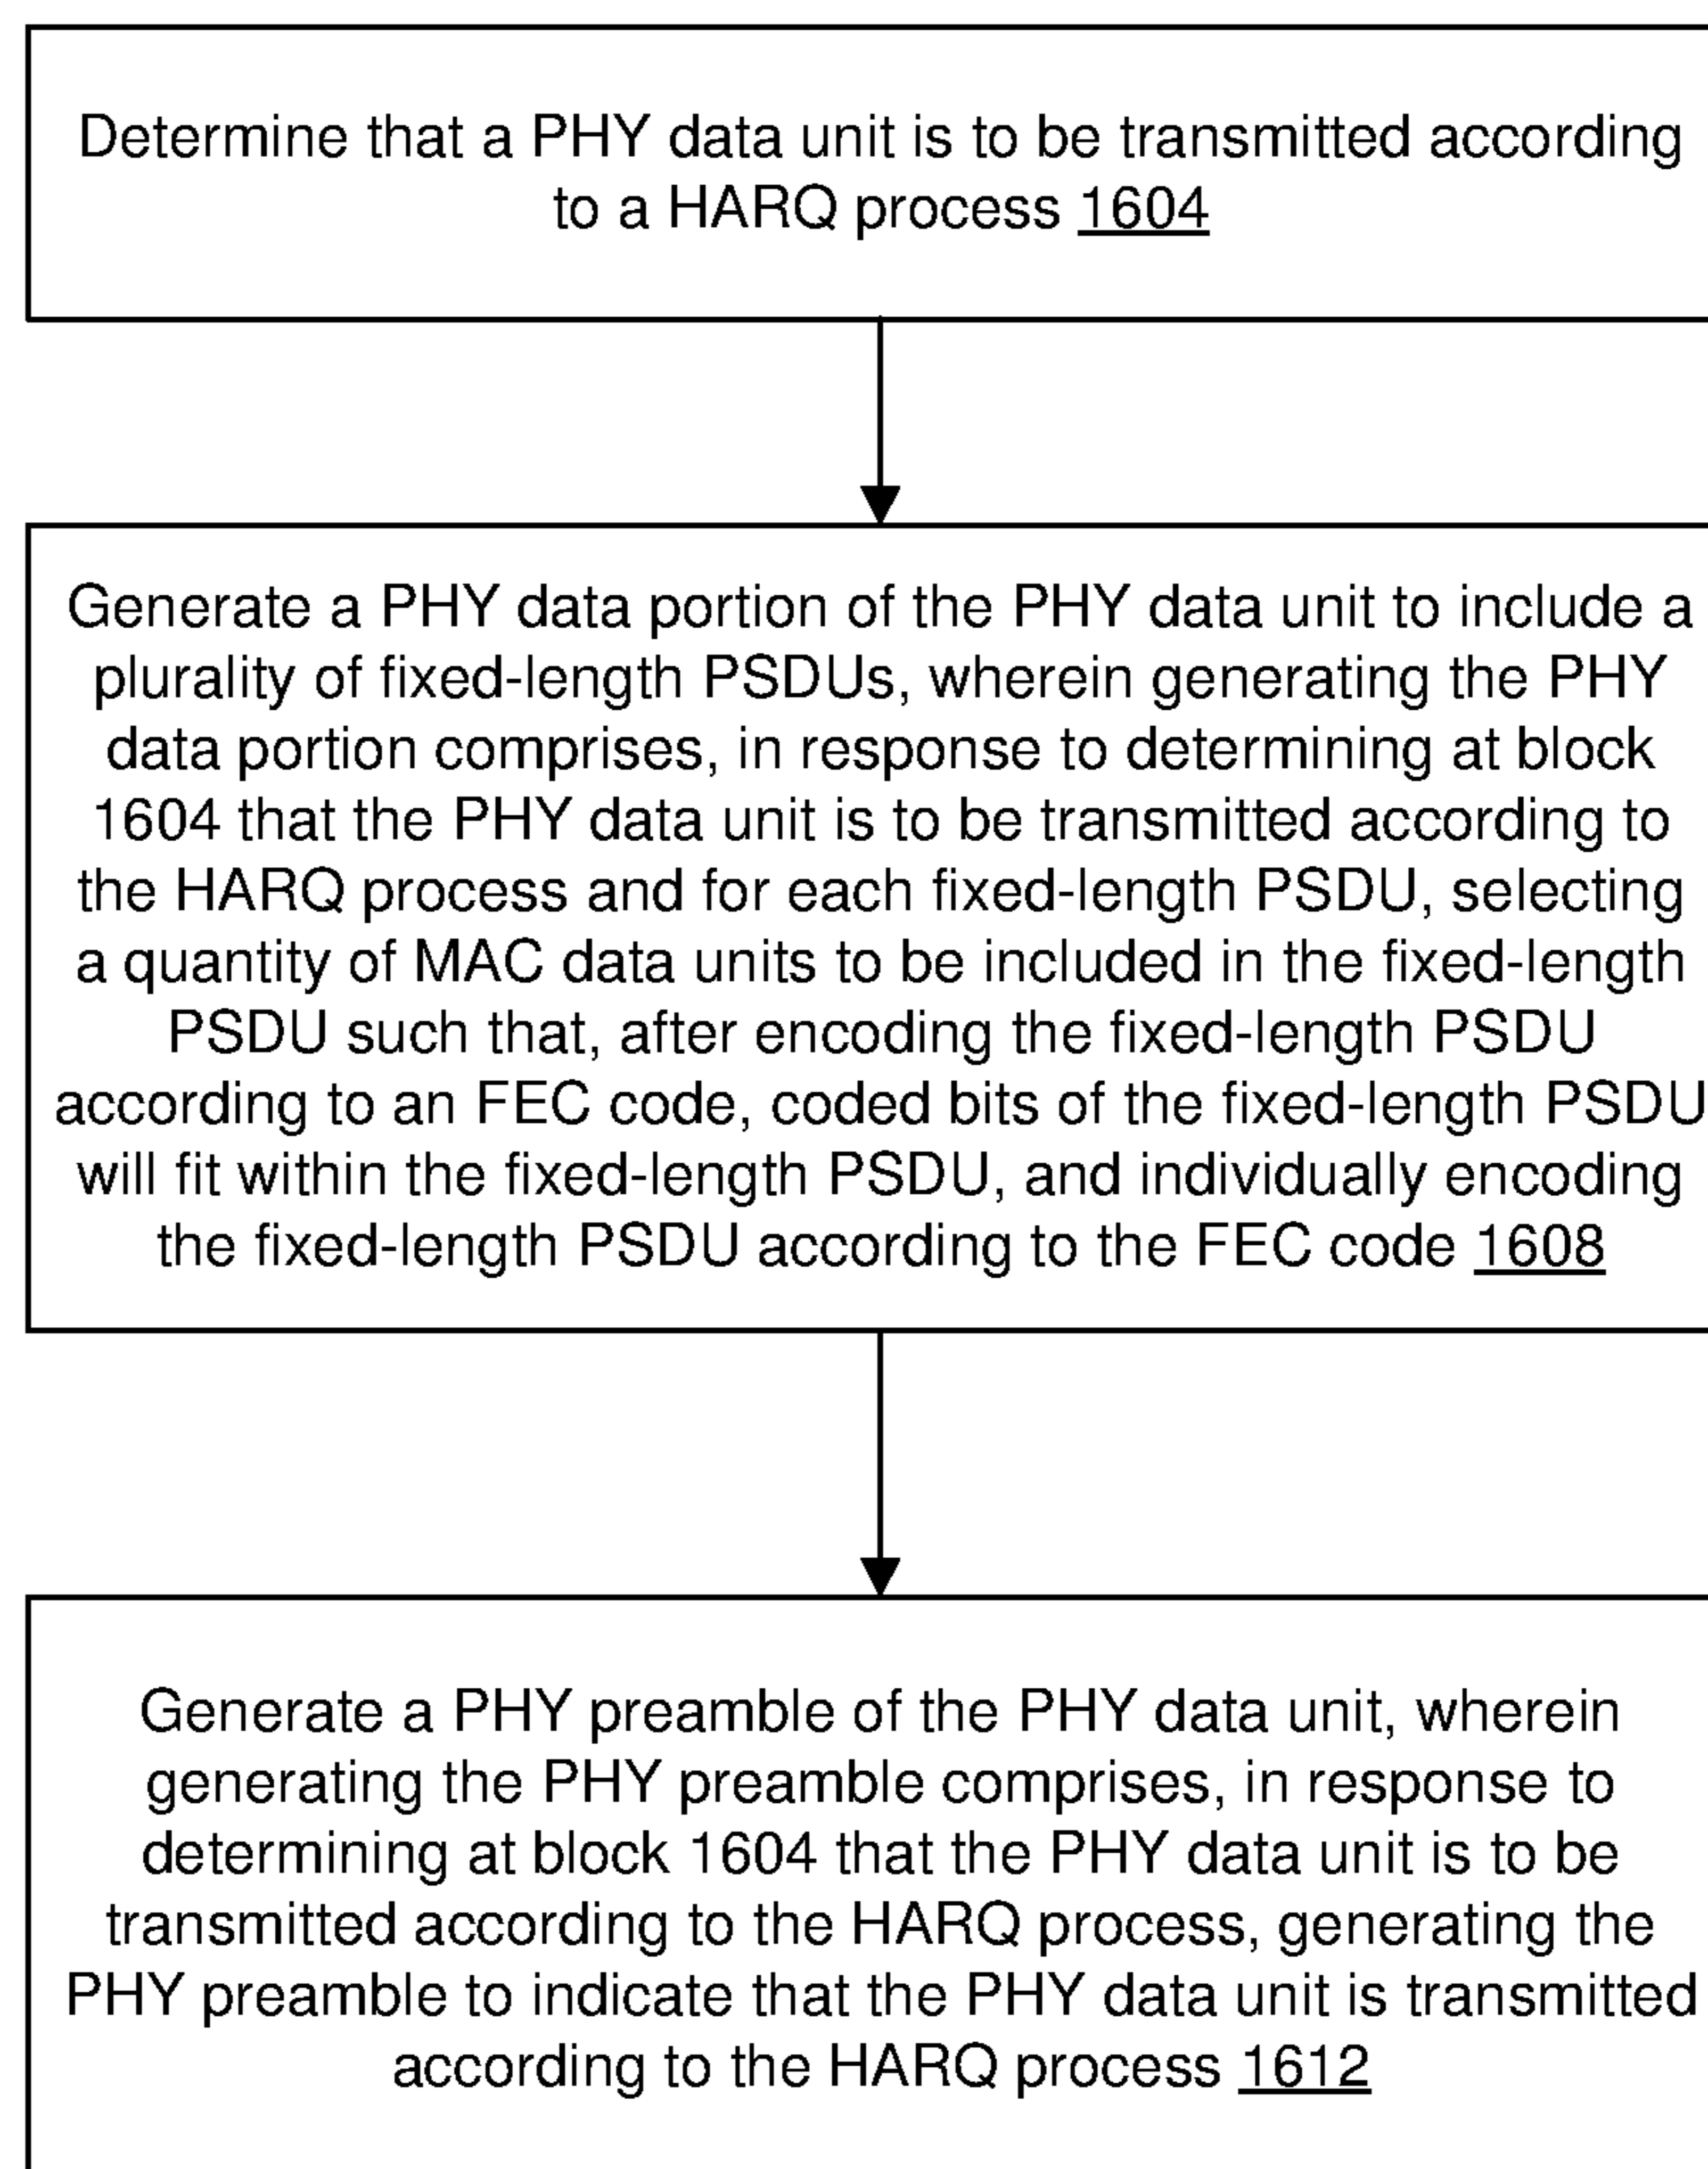 Determine that a PHY data unit is to be transmitted according
to a HARQ process 1604
Generate a PHY data portion of the PHY data unit to include a
plurality of fixed-length PSDUs, wherein generating the PHY
data portion comprises, in response to determining at block
1604 that the PHY data unit is to be transmitted according to
the HARQ process and for each fixed-length PSDU, selecting
a quantity of MAC data units to be included in the fixed-length
PSDU such that, after encoding the fixed-length PSDU
according to an FEC code, coded bits of the fixed-length PSDU
will fit within the fixed-length PSDU, and individually encoding
the fixed-length PSDU according to the FEC code 1608
Generate a PHY preamble of the PHY data unit, wherein
generating the PHY preamble comprises, in response to
determining at block 1604 that the PHY data unit is to be
transmitted according to the HARQ process, generating the
PHY preamble to indicate that the PHY data unit is transmitted
according to the HARQ process 1612